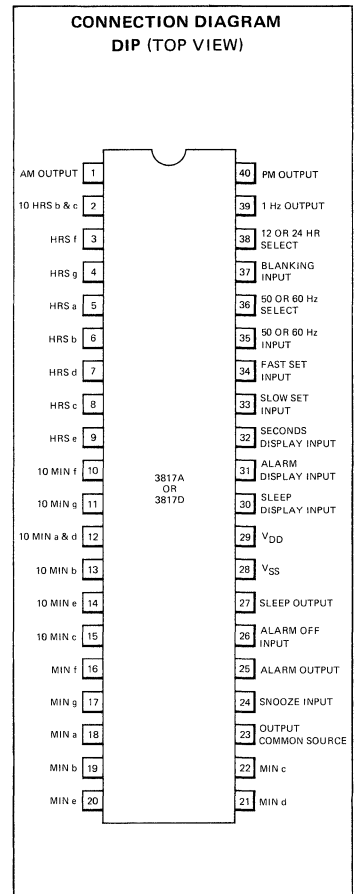 CONNECTION DIAGRAM
DIP (TOP VIEW)
AM OUTPUT 1
40 PM OUTPUT
10 HRS b & c 2
39 1 Hz OUTPUT
HRS f 3
38 12 OR 24 HR
SELECT
HRS g 4
37 BLANKING
INPUT
HRS a 5
36 50 OR 60 Hz
SELECT
HRS b 6
35 50 OR 60 Hz
INPUT
HRS d 7
34 FAST SET
INPUT
HRS c 8
33 SLOW SET
INPUT
HRS e 9
32 SECONDS
DISPLAY INPUT
10 MIN f 10
31 ALARM
DISPLAY INPUT
3817A
OR
3817D
10 MIN g 11
30 SLEEP
DISPLAY INPUT
10 MIN a & d 12
29 VDD
10 MIN b 13
28 VSS
10 MIN e 14
27 SLEEP OUTPUT
10 MIN c 15
26 ALARM OFF
INPUT
MIN f 16
25 ALARM OUTPUT
MIN g 17
24 SNOOZE INPUT
MIN a 18
23 OUTPUT
COMMON SOURCE
MIN b 19
22 MIN c
MIN e 20
21 MIN d